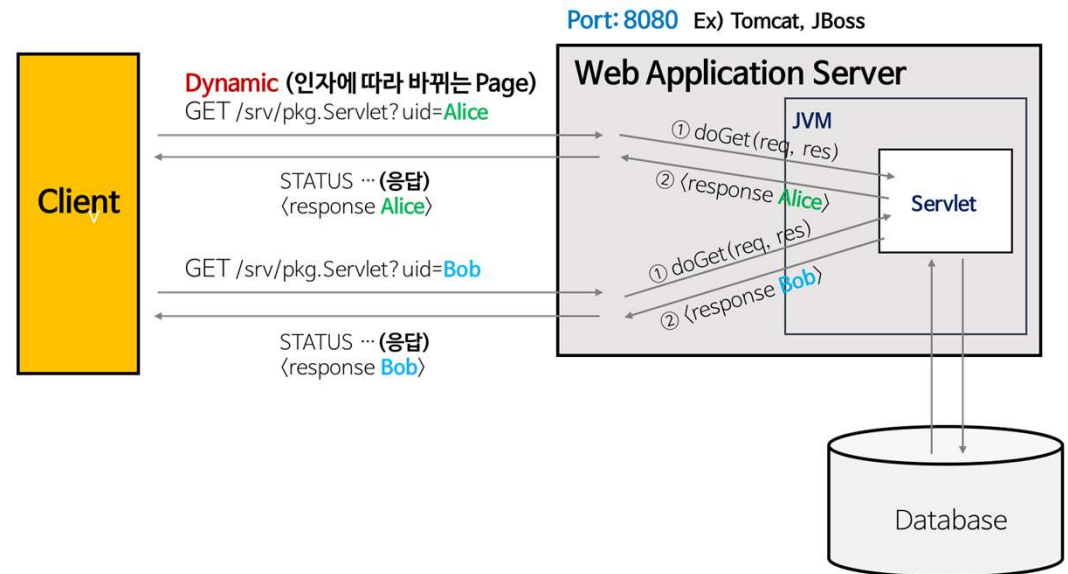 Port: 8080 Ex) Tomcat, JBoss
Web Application Server
Dynamic (인자에 따라 바뀌는 Page)
GET /srv/pkg.Servlet?uid=Alice
JVM
① doGet(req, res)
② 〈response Alice〉
STATUS … (응답)
〈response Alice〉
Client
Servlet
GET /srv/pkg.Servlet?uid=Bob
① doGet(req, res)
② 〈response Bob〉
STATUS … (응답)
〈response Bob〉
Database